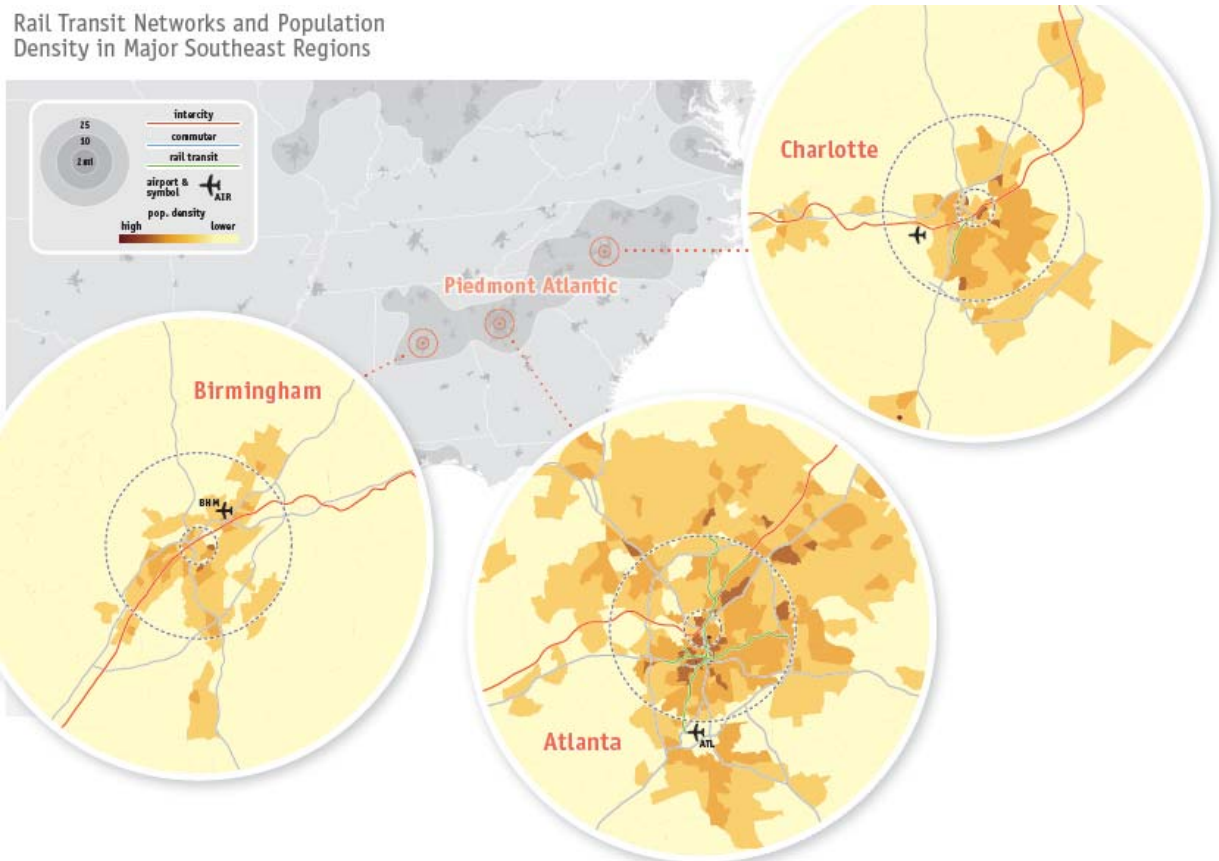 Rail Transit Networks and Population
Density in Major Southeast Regions
25
10
2 mi
intercity
commuter
rail transit
airport &
symbol
AIR
pop. density
high
lower
Charlotte
Piedmont Atlantic
Birmingham
BHM
Atlanta
ATL